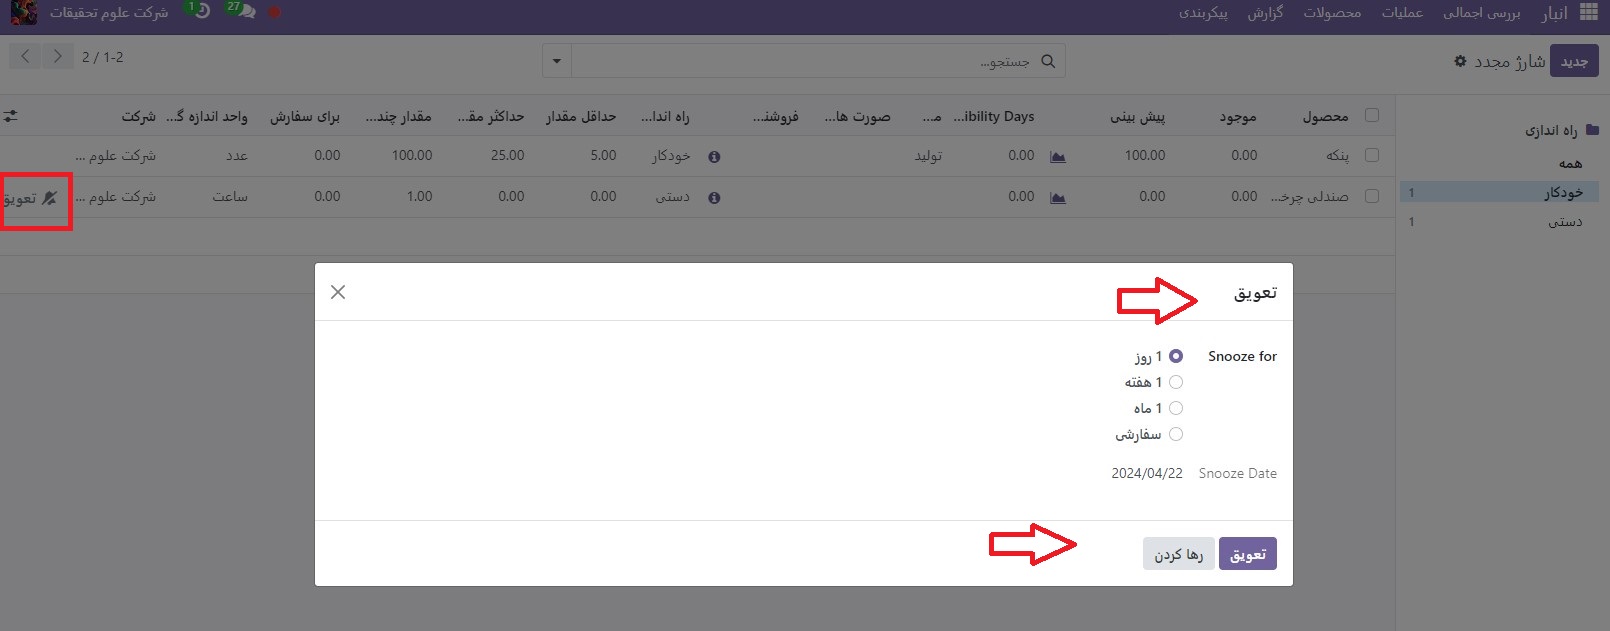 انبار بررسی اجمالی عملیات محصولات گزارش پیکربندی 27 1 شرکت علوم تحقیقات
جدید شارژ مجدد جستجو... 1-2 / 2
محصول موجود پیش بینی ibility Days... م... صورت ها... فروشند... راه اندا... حداقل مقدار حداکثر مق... مقدار چند... برای سفارش واحد اندازه گ... شرکت
پنکه 0.00 100.00 0.00 تولید خودکار 5.00 25.00 100.00 0.00 عدد شرکت علوم ...
صندلی چرخ... 0.00 0.00 0.00 دستی 0.00 0.00 1.00 0.00 ساعت شرکت علوم ... تعویق
راه اندازی
همه
خودکار 1
دستی 1
تعویق
Snooze for 1 روز
1 هفته
1 ماه
سفارشی
Snooze Date 2024/04/22
تعویق رها کردن